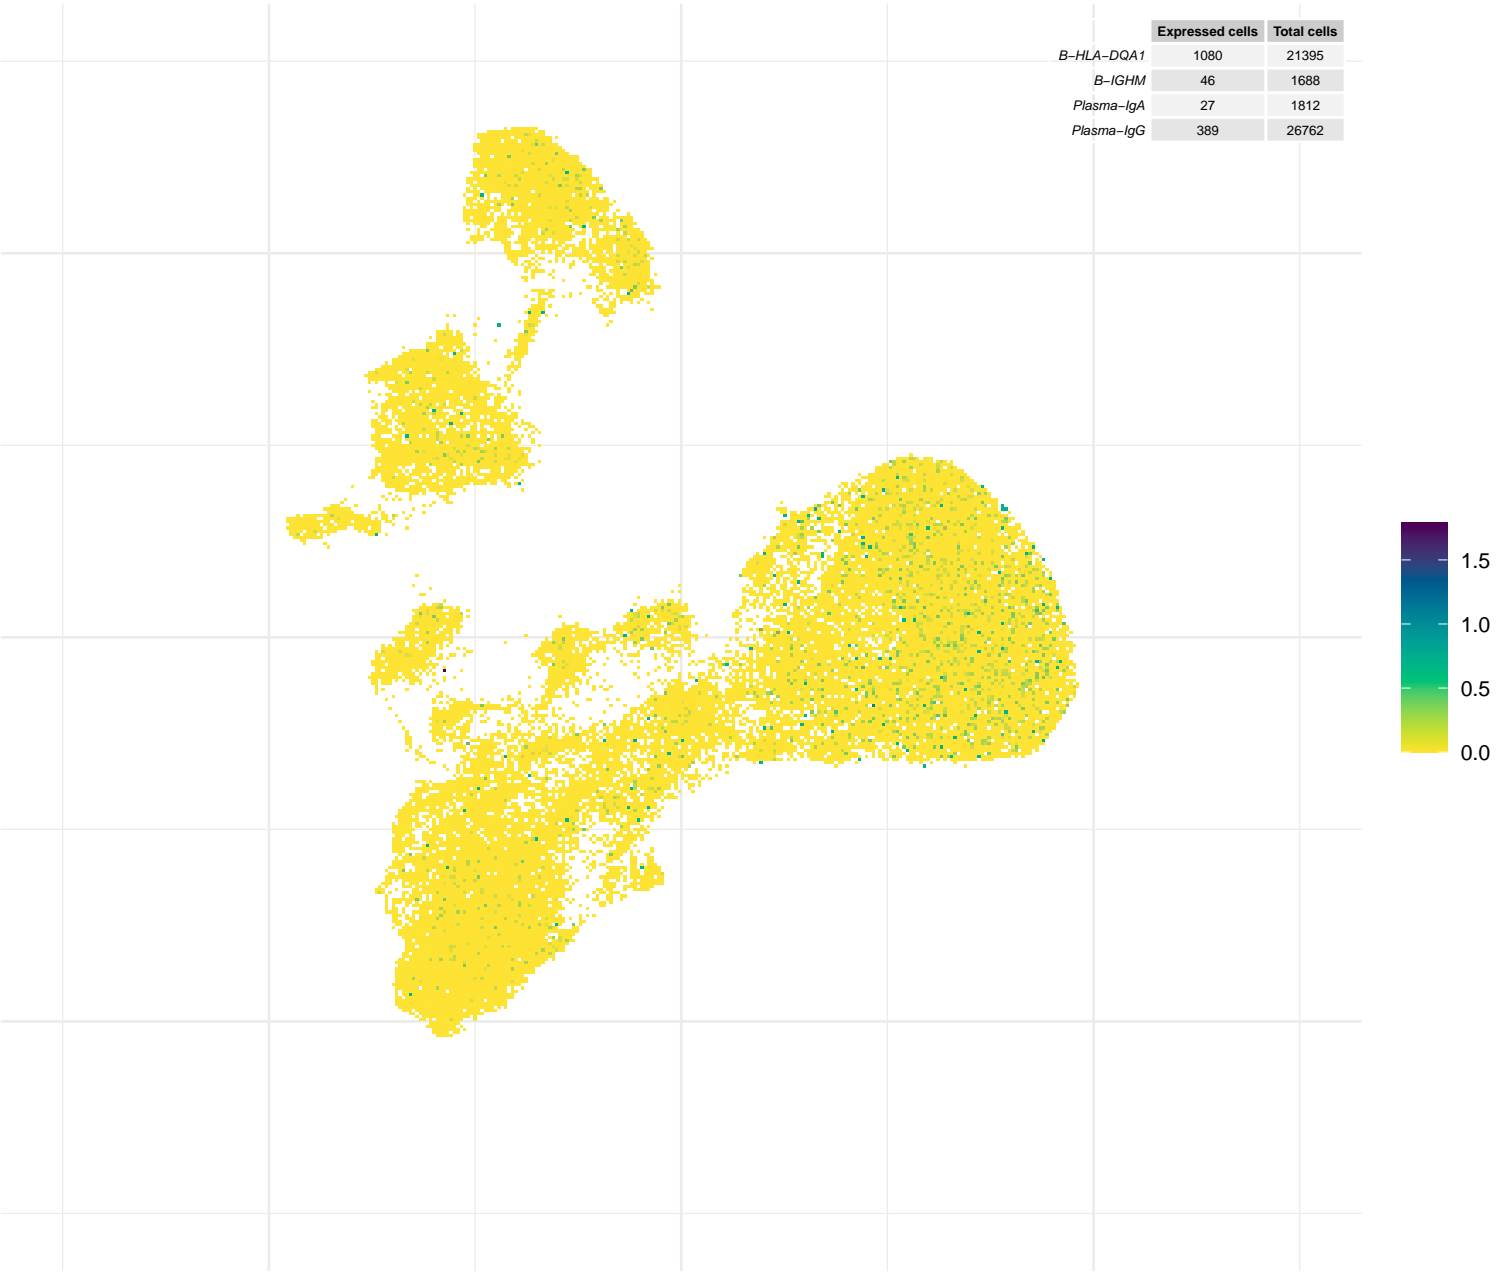 Expressed cells Total cells
B−HLA−DQA1 1080 21395
B−IGHM 46 1688
Plasma−IgA 27 1812
Plasma−IgG 389 26762
1.5
1.0
0.5
0.0